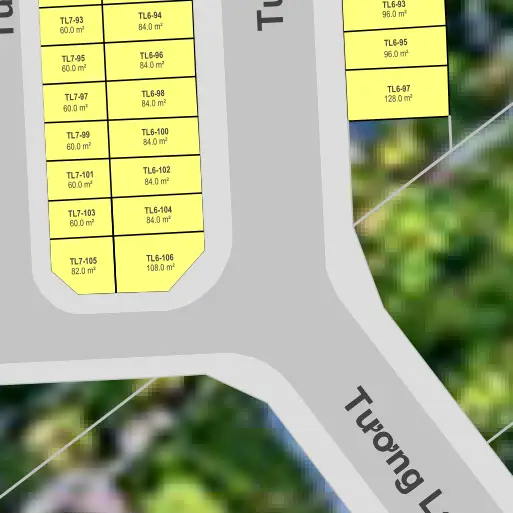 TL7-93
60.0 m²
TL6-94
84.0 m²
TL6-93
96.0 m²
TL7-95
60.0 m²
TL6-96
84.0 m²
TL6-95
96.0 m²
TL7-97
60.0 m²
TL6-98
84.0 m²
TL6-97
128.0 m²
TL7-99
60.0 m²
TL6-100
84.0 m²
TL7-101
60.0 m²
TL6-102
84.0 m²
TL7-103
60.0 m²
TL6-104
84.0 m²
TL7-105
82.0 m²
TL6-106
108.0 m²
Tương